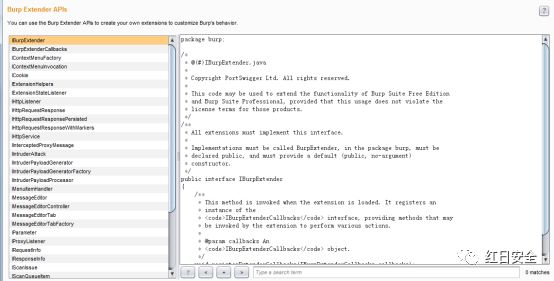 Burp Extender APIs
?
You can use the Burp Extender APIs to create your own extensions to customize Burp's behavior.
IBurpExtender
IBurpExtenderCallbacks
IContextMenuFactory
IContextMenuInvocation
ICookie
IExtensionHelpers
IExtensionStateListener
IHttpListener
IHttpRequestResponse
IHttpRequestResponsePersisted
IHttpRequestResponseWithMarkers
IHttpService
IInterceptedProxyMessage
IIntruderAttack
IIntruderPayloadGenerator
IIntruderPayloadGeneratorFactory
IIntruderPayloadProcessor
IMenuItemHandler
IMessageEditor
IMessageEditorController
IMessageEditorTab
IMessageEditorTabFactory
IParameter
IProxyListener
IRequestInfo
IResponseInfo
IScanIssue
IScanQueueItem
package burp;
/*
* @(#)IBurpExtender.java
*
* Copyright PortSwigger Ltd. All rights reserved.
*
* This code may be used to extend the functionality of Burp Suite Free Edition
* and Burp Suite Professional, provided that this usage does not violate the
* license terms for those products.
*/
/**
* All extensions must implement this interface.
*
* Implementations must be called BurpExtender, in the package burp, must be
* declared public, and must provide a default (public, no-argument)
* constructor.
*/
public interface IBurpExtender
{
/**
* This method is invoked when the extension is loaded. It registers an
* instance of the
* <code>IBurpExtenderCallbacks</code> interface, providing methods that may
* be invoked by the extension to perform various actions.
*
* @param callbacks An
* <code>IBurpExtenderCallbacks</code> object.
*/
? < + > Type a search term 0 matches
红日安全